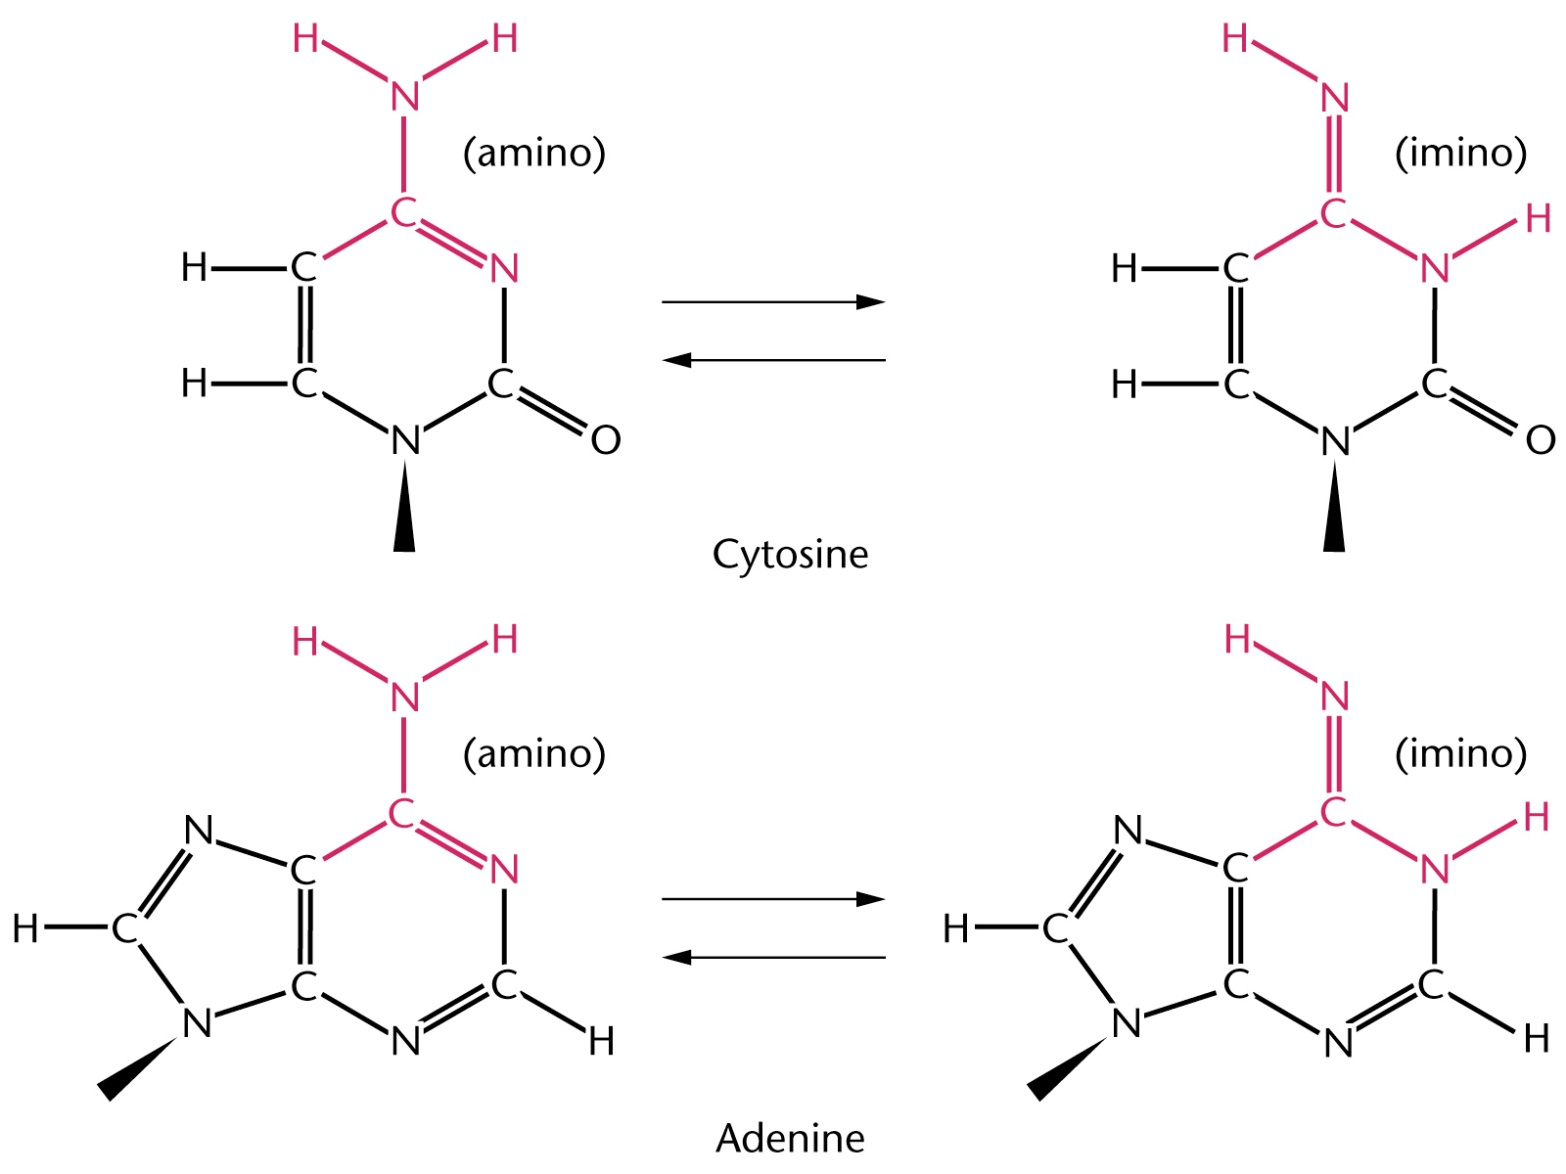 H H H
N N
(amino) (imino)
C C H
H C N H C N
H C C H C C
N O N O
Cytosine
H H H
N N
(amino) (imino)
C C H
N C N N C N
H C H C
N C C N C C
N H N H
Adenine